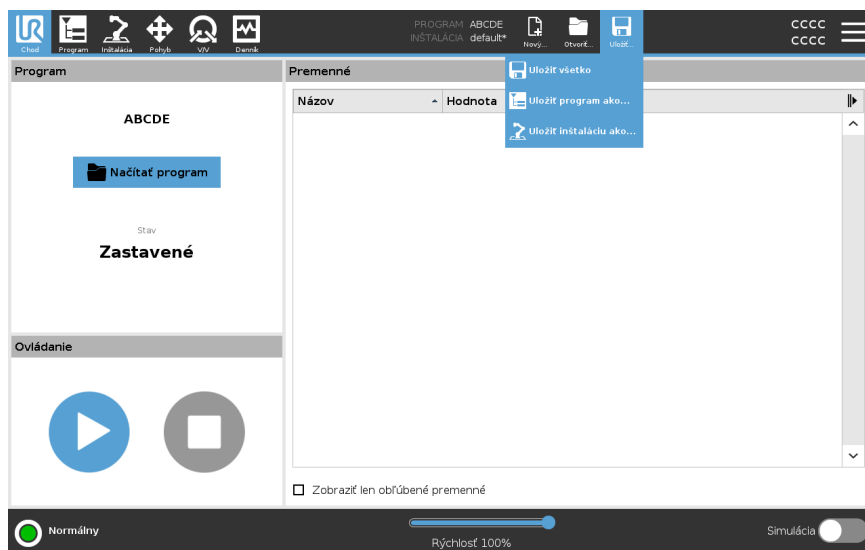 Chod
Program
Inštalácia
Pohyb
V/V
Denník
PROGRAM ABCDE
INŠTALÁCIA default*
Nový...
Otvoriť...
Uložiť...
CCCC
CCCC
Program
Premenné
Uložiť všetko
Uložiť program ako...
Uložiť inštaláciu ako...
Názov
Hodnota
ABCDE
Načítať program
Stav
Zastavené
Ovládanie
Zobraziť len obľúbené premenné
Normálny
Rýchlosť 100%
Simulácia